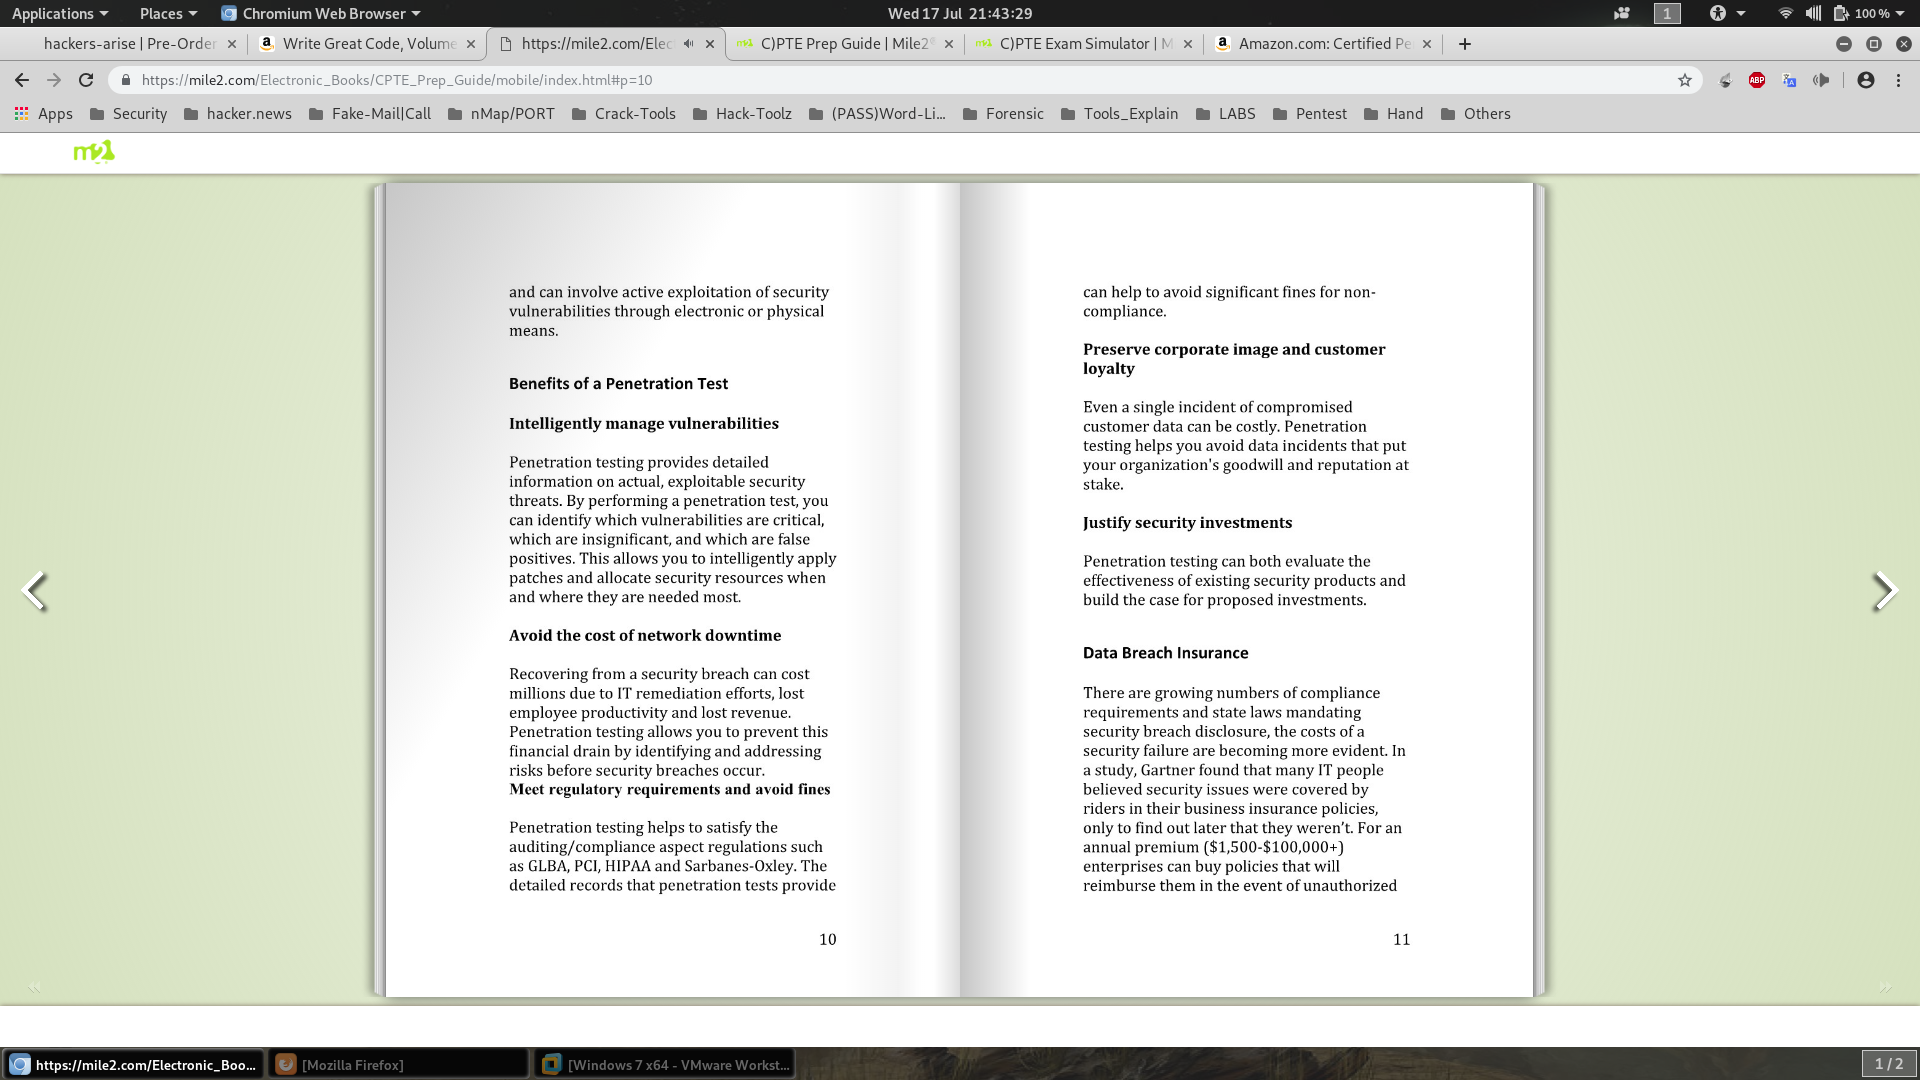 Applications
Places
Chromium Web Browser
Wed 17 Jul 21:43:29
1
100 %
hackers-arise | Pre-Order
Write Great Code, Volume
https://mile2.com/Elec
C)PTE Prep Guide | Mile2
C)PTE Exam Simulator | M
Amazon.com: Certified Pe
https://mile2.com/Electronic_Books/CPTE_Prep_Guide/mobile/index.html#p=10
ABP
Apps
Security
hacker.news
Fake-Mail|Call
nMap/PORT
Crack-Tools
Hack-Toolz
(PASS)Word-Li...
Forensic
Tools_Explain
LABS
Pentest
Hand
Others
m2
and can involve active exploitation of security
vulnerabilities through electronic or physical
means.
Benefits of a Penetration Test
Intelligently manage vulnerabilities
Penetration testing provides detailed
information on actual, exploitable security
threats. By performing a penetration test, you
can identify which vulnerabilities are critical,
which are insignificant, and which are false
positives. This allows you to intelligently apply
patches and allocate security resources when
and where they are needed most.
Avoid the cost of network downtime
Recovering from a security breach can cost
millions due to IT remediation efforts, lost
employee productivity and lost revenue.
Penetration testing allows you to prevent this
financial drain by identifying and addressing
risks before security breaches occur.
Meet regulatory requirements and avoid fines
Penetration testing helps to satisfy the
auditing/compliance aspect regulations such
as GLBA, PCI, HIPAA and Sarbanes-Oxley. The
detailed records that penetration tests provide
10
can help to avoid significant fines for non-
compliance.
Preserve corporate image and customer
loyalty
Even a single incident of compromised
customer data can be costly. Penetration
testing helps you avoid data incidents that put
your organization's goodwill and reputation at
stake.
Justify security investments
Penetration testing can both evaluate the
effectiveness of existing security products and
build the case for proposed investments.
Data Breach Insurance
There are growing numbers of compliance
requirements and state laws mandating
security breach disclosure, the costs of a
security failure are becoming more evident. In
a study, Gartner found that many IT people
believed security issues were covered by
riders in their business insurance policies,
only to find out later that they weren’t. For an
annual premium ($1,500-$100,000+)
enterprises can buy policies that will
reimburse them in the event of unauthorized
11
https://mile2.com/Electronic_Boo...
[Mozilla Firefox]
[Windows 7 x64 - VMware Workst...
1 / 2